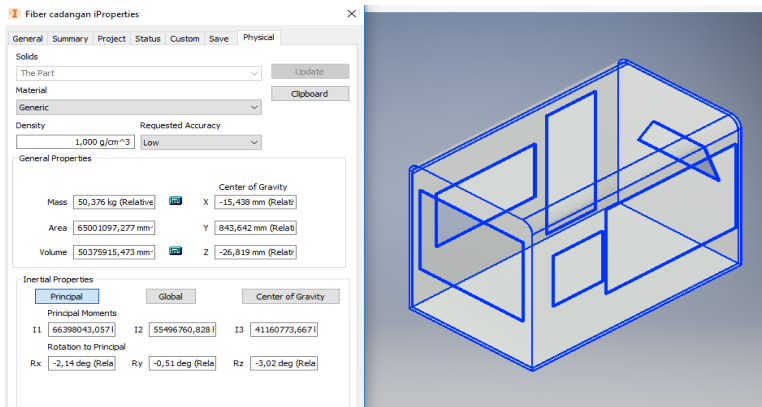 Fiber cadangan iProperties
General Summary Project Status Custom Save Physical
Solids
The Part
Update
Material
Clipboard
Generic
Density Requested Accuracy
1,000 g/cm^3 Low
General Properties
Center of Gravity
Mass 50,376 kg (Relative X -15,438 mm (Relati
Area 65001097,277 mm Y 843,642 mm (Relati
Volume 50375915,473 mm Z -26,819 mm (Relati
Inertial Properties
Principal Global Center of Gravity
Principal Moments
I1 66398043,057 I2 55496760,828 I3 41160773,667
Rotation to Principal
Rx -2,14 deg (Rela Ry -0,51 deg (Rela Rz -3,02 deg (Rela